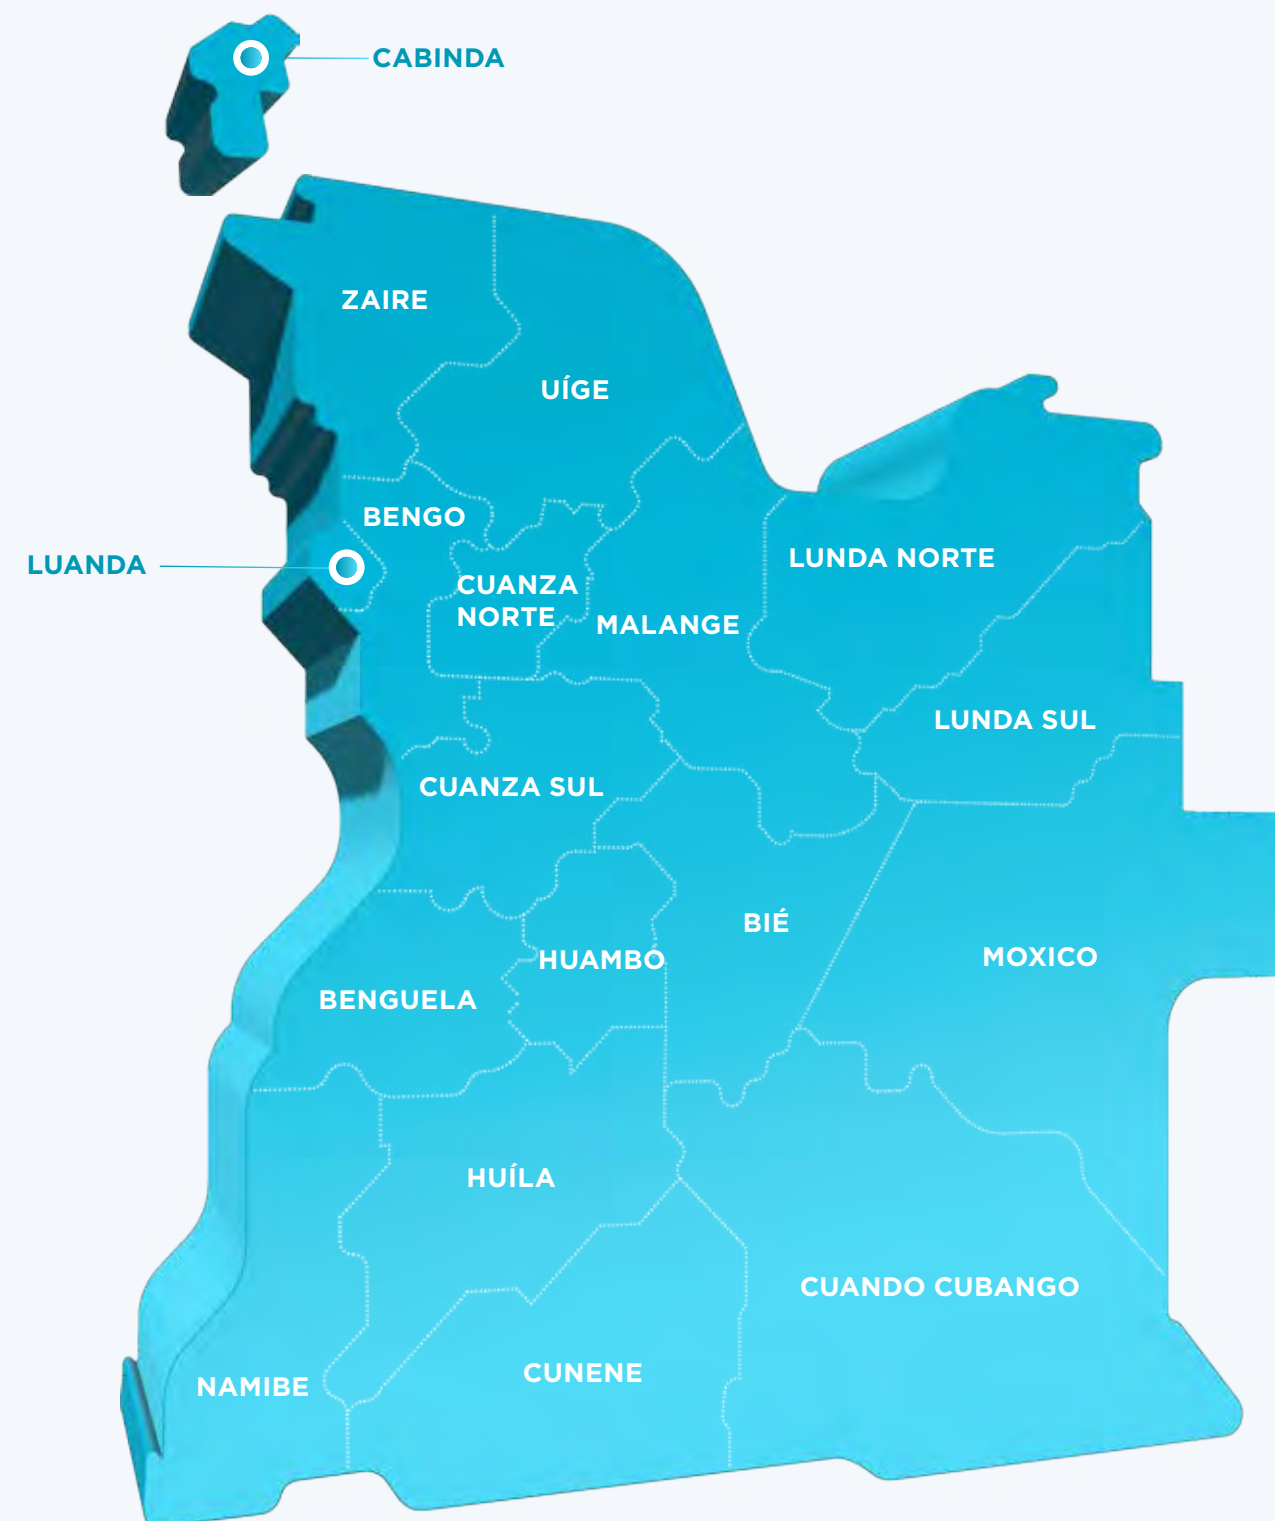 CABINDA
ZAIRE
UÍGE
BENGO
LUNDA NORTE
LUANDA
CUANZA
NORTE
MALANGE
LUNDA SUL
CUANZA SUL
BIÉ
MOXICO
HUAMBO
BENGUELA
HUÍLA
CUANDO CUBANGO
CUNENE
NAMIBE